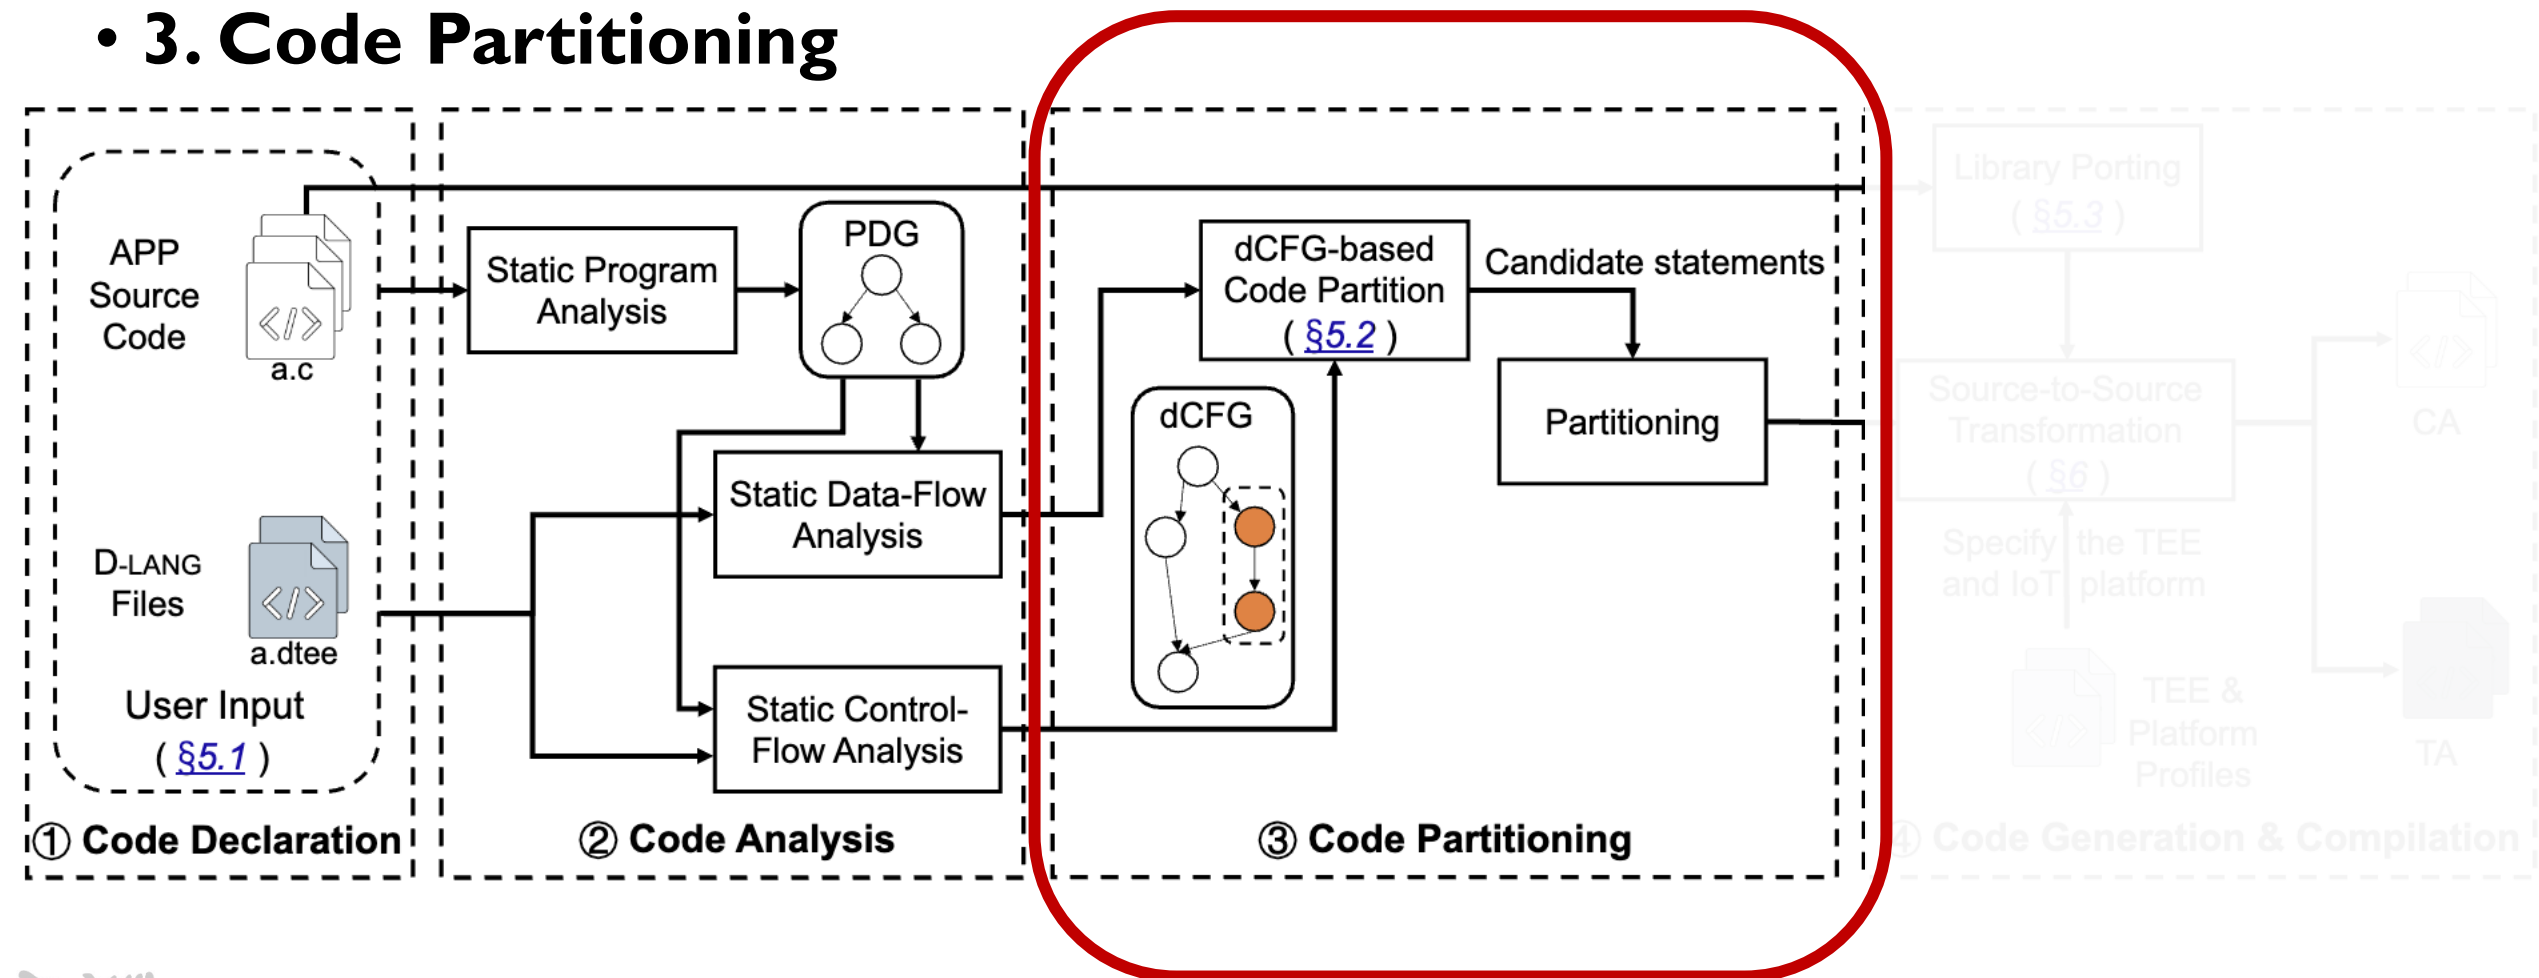 • 3. Code Partitioning
APP
Source
Code
</>
a.c
D-LANG
Files
</>
a.dtee
User Input
( §5.1 )
① Code Declaration
Static Program
Analysis
PDG
Static Data-Flow
Analysis
Static Control-
Flow Analysis
② Code Analysis
dCFG-based
Code Partition
( §5.2 )
Candidate statements
dCFG
Partitioning
③ Code Partitioning
Library Porting
( §5.3 )
Source-to-Source
Transformation
( §6 )
Specify the TEE
and IoT platform
</>
TEE &
Platform
Profiles
</>
CA
TA
④ Code Generation & Compilation